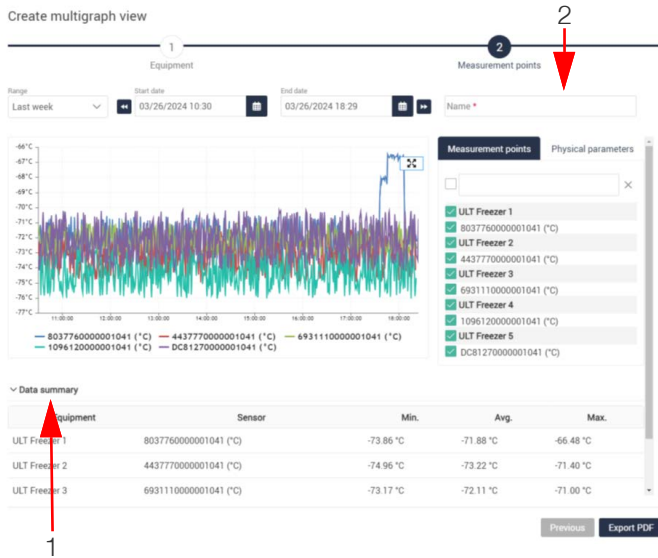 Create multigraph view
2
1
2
Equipment
Measurement points
Range
Start date
End date
Last week
03/26/2024 10:30
03/26/2024 18:29
Name *
-66°C
-67°C
-68°C
-69°C
-70°C
-71°C
-72°C
-73°C
-74°C
-75°C
-76°C
-77°C
11:00:00 12:00:00 13:00:00 14:00:00 15:00:00 16:00:00 17:00:00 18:00:00
8037760000001041 (°C) 4437770000001041 (°C) 6931110000001041 (°C)
1096120000001041 (°C) DC81270000001041 (°C)
Measurement points Physical parameters
ULT Freezer 1
8037760000001041 (°C)
ULT Freezer 2
4437770000001041 (°C)
ULT Freezer 3
6931110000001041 (°C)
ULT Freezer 4
1096120000001041 (°C)
ULT Freezer 5
DC81270000001041 (°C)
Data summary
Equipment Sensor Min. Avg. Max.
ULT Freezer 1 8037760000001041 (°C) -73.86 °C -71.88 °C -66.48 °C
ULT Freezer 2 4437770000001041 (°C) -74.96 °C -73.22 °C -71.40 °C
ULT Freezer 3 6931110000001041 (°C) -73.17 °C -72.11 °C -71.00 °C
Previous Export PDF
1